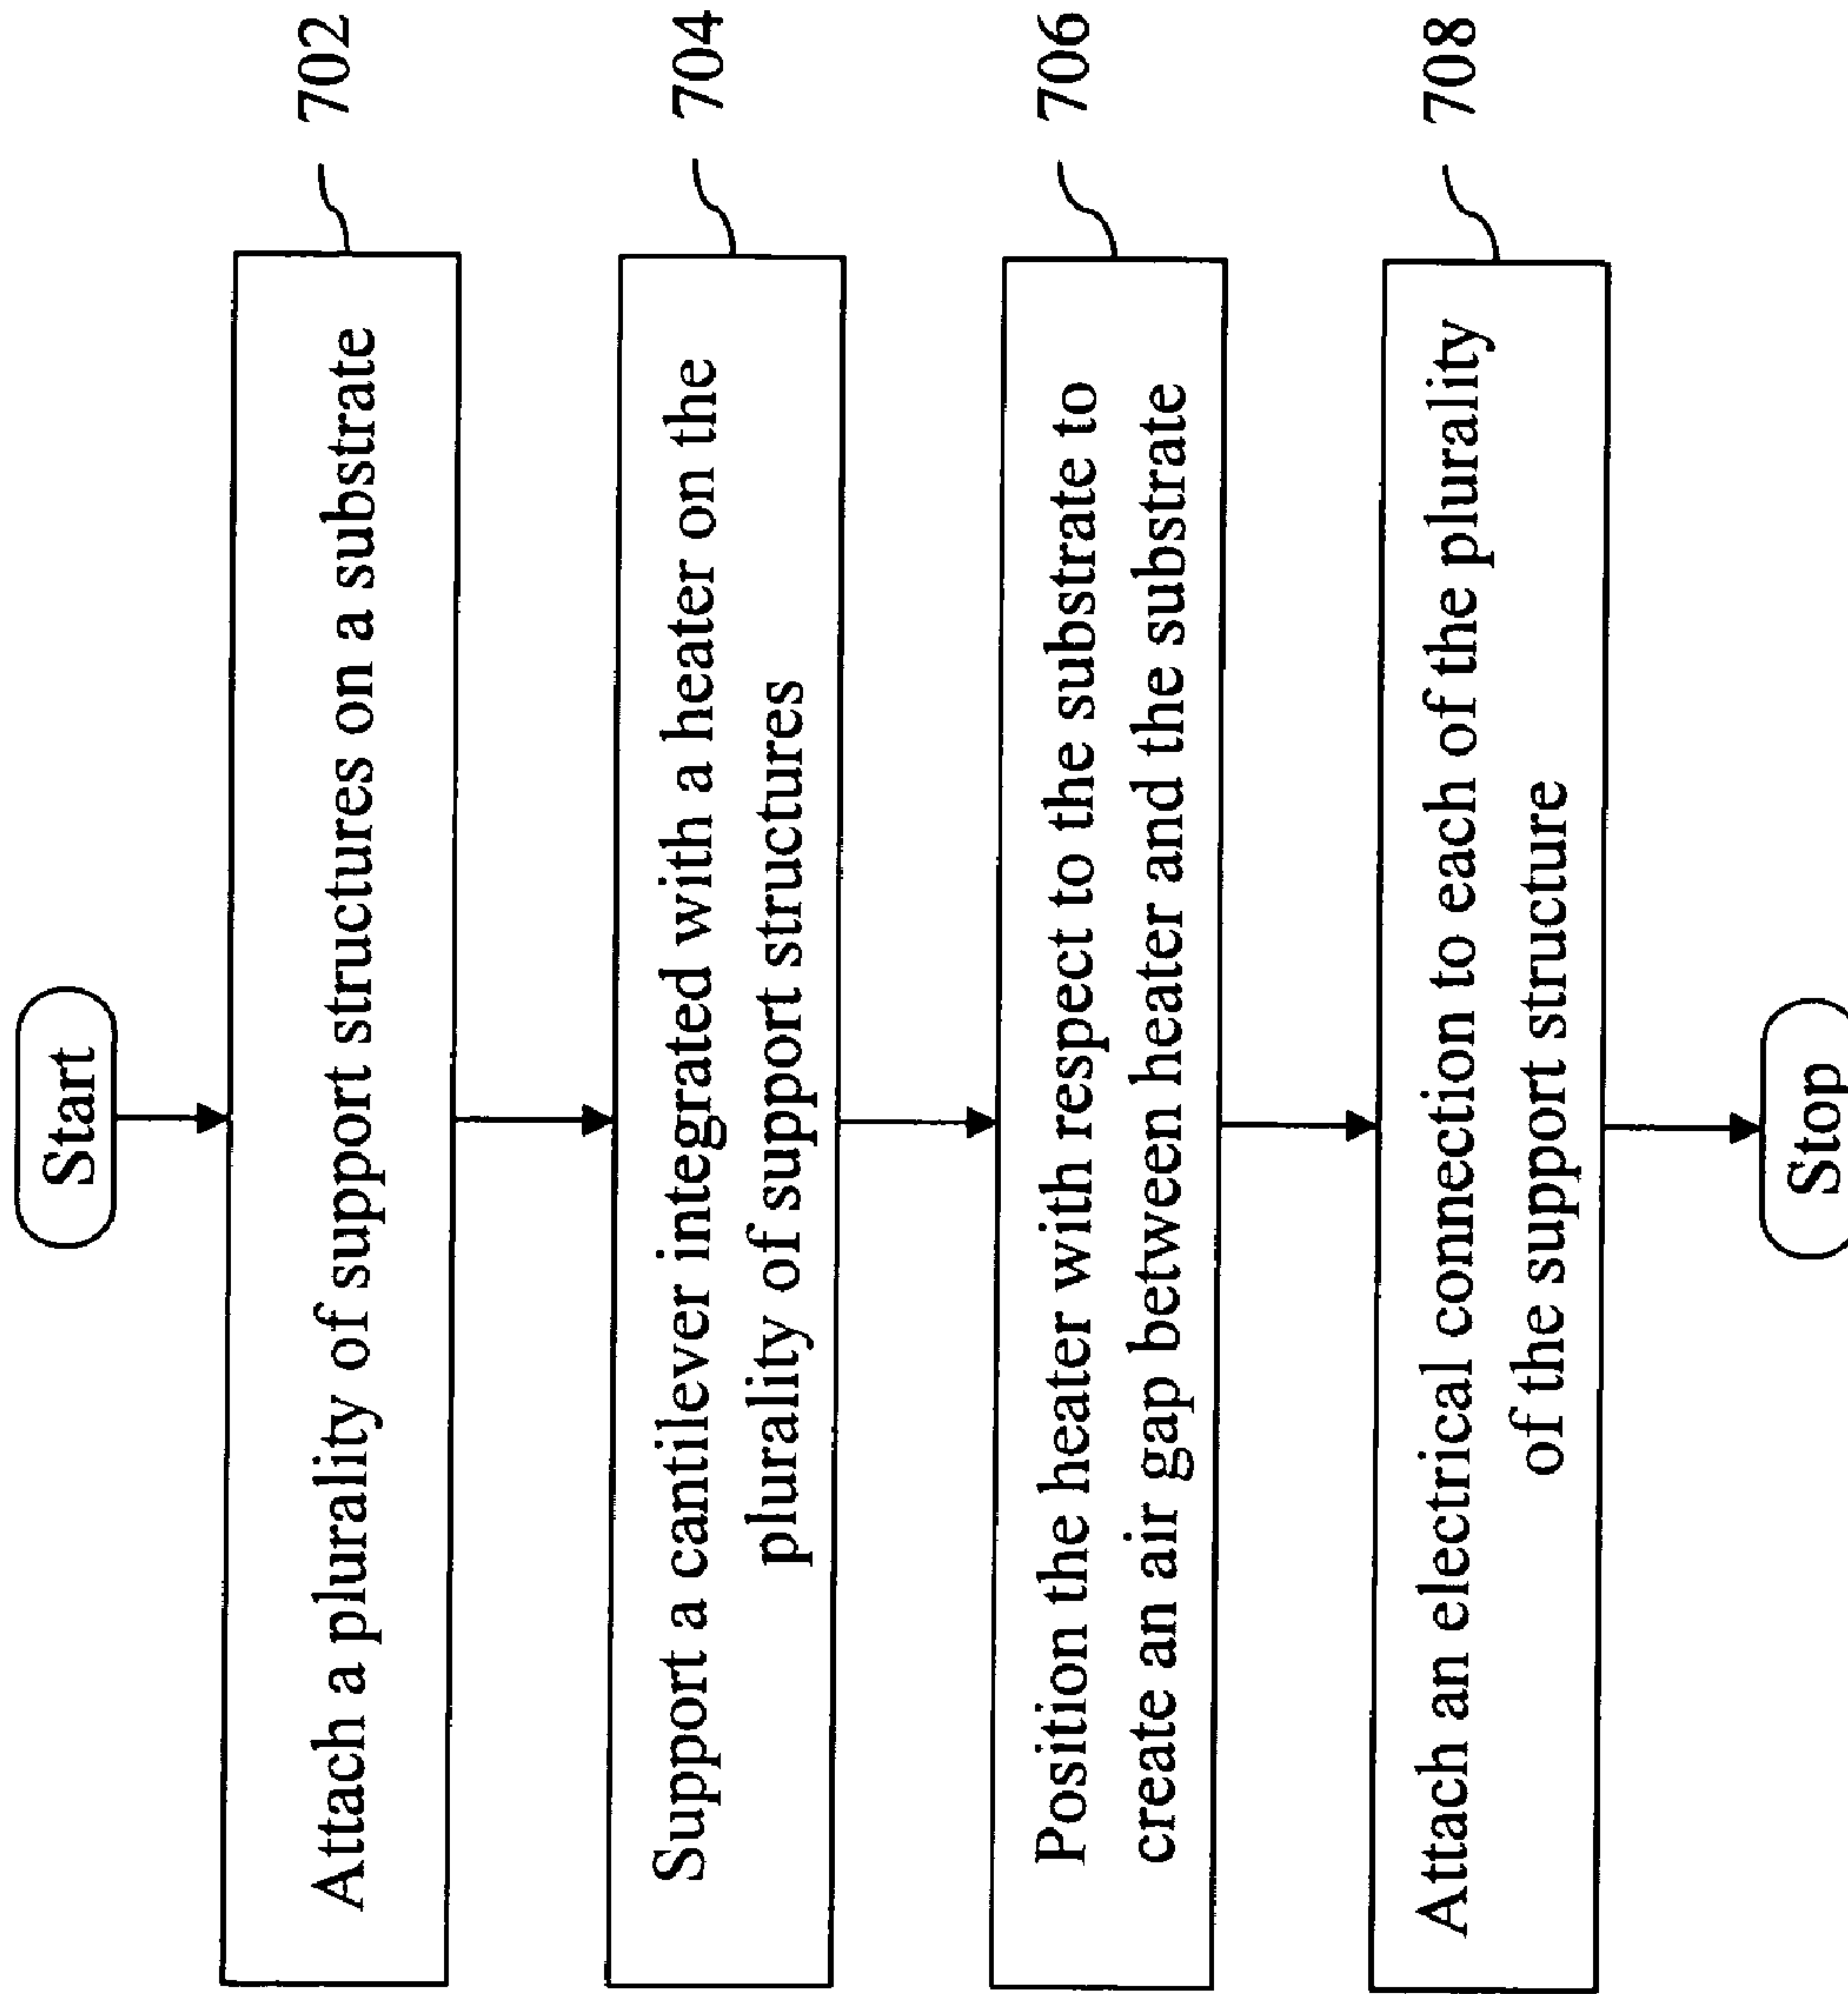 Start
Attach a plurality of support structures on a substrate
702
Support a cantilever integrated with a heater on the
plurality of support structures
704
Position the heater with respect to the substrate to
create an air gap between heater and the substrate
706
Attach an electrical connection to each of the plurality
of the support structure
708
Stop